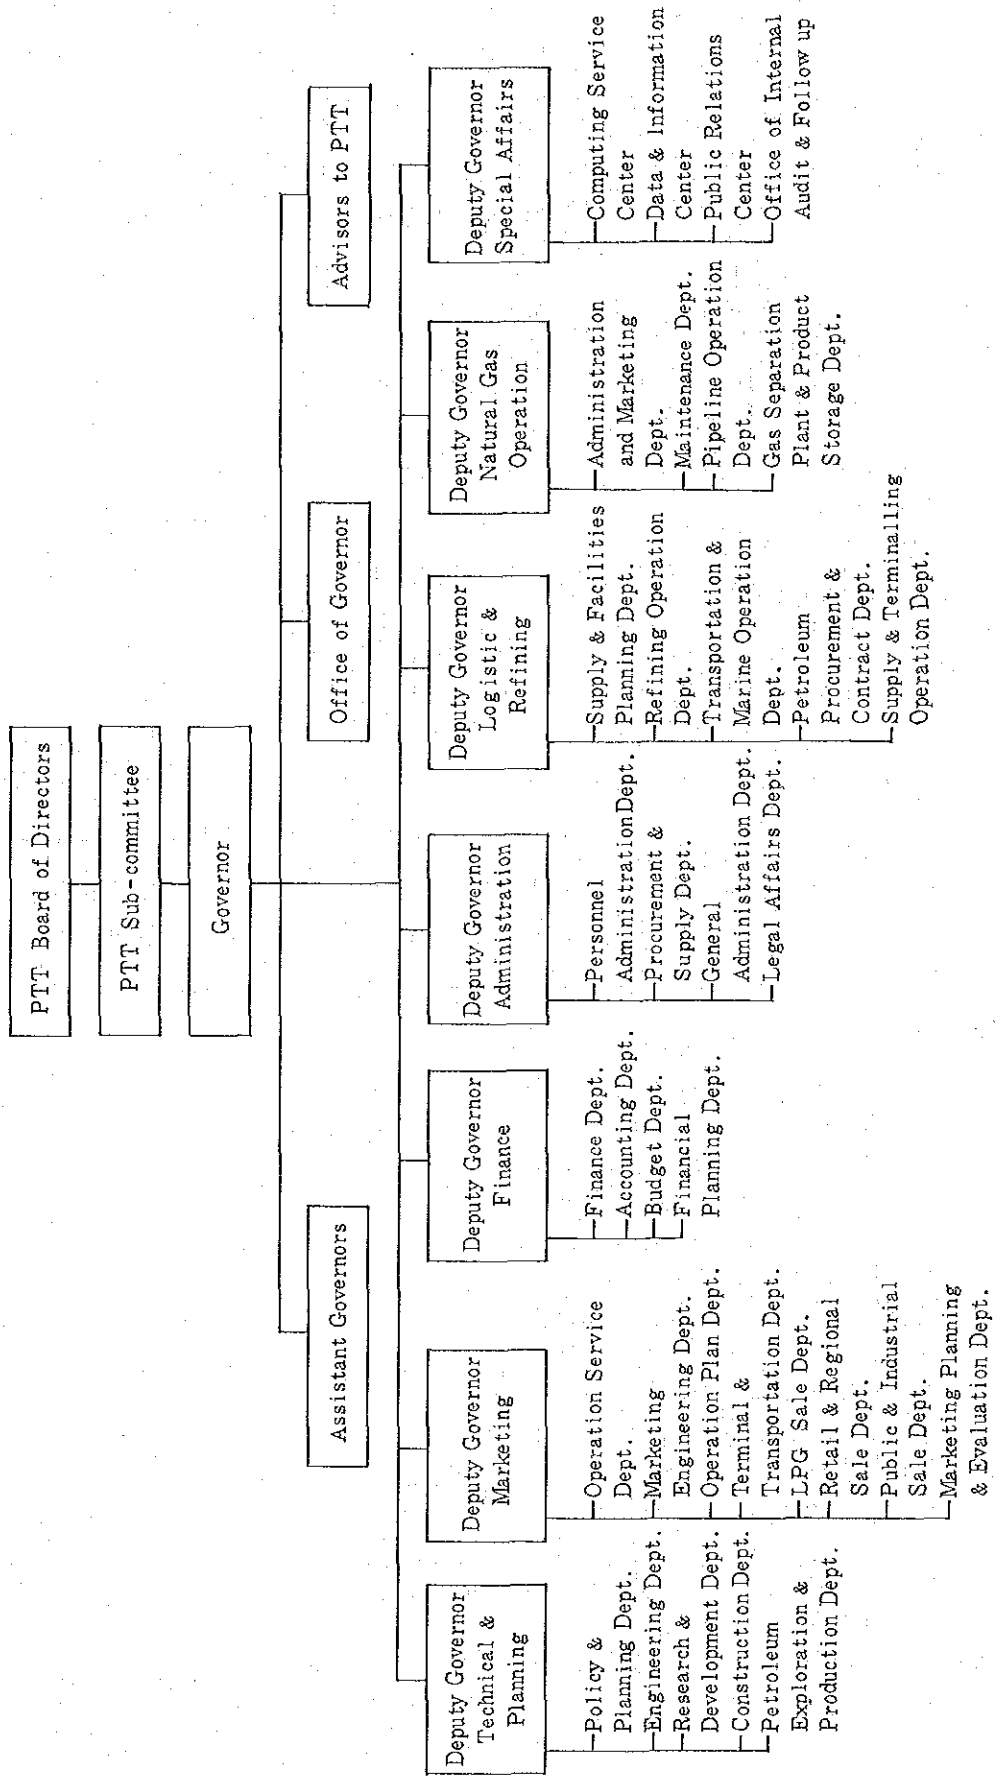 PTT Board of Directors
PTT Sub-committee
Governor
Assistant Governors
Office of Governor
Advisors to PTT
Deputy Governor
Technical &
Planning
Policy &
Planning Dept.
Engineering Dept.
Research &
Development Dept.
Construction Dept.
Petroleum
Exploration &
Production Dept.
Deputy Governor
Marketing
Operation Service
Dept.
Marketing
Engineering Dept.
Operation Plan Dept.
Terminal &
Transportation Dept.
LPG Sale Dept.
Retail & Regional
Sale Dept.
Public & Industrial
Sale Dept.
Marketing Planning
& Evaluation Dept.
Deputy Governor
Finance
Finance Dept.
Accounting Dept.
Budget Dept.
Financial
Planning Dept.
Deputy Governor
Administration
Personnel
Administration Dept.
Procurement &
Supply Dept.
General
Administration Dept.
Legal Affairs Dept.
Deputy Governor
Logistic &
Refining
Supply & Facilities
Planning Dept.
Refining Operation
Dept.
Transportation &
Marine Operation
Dept.
Petroleum
Procurement &
Contract Dept.
Supply & Terminalling
Operation Dept.
Deputy Governor
Natural Gas
Operation
Administration
and Marketing
Dept.
Maintenance Dept.
Pipeline Operation
Dept.
Gas Separation
Plant & Product
Storage Dept.
Deputy Governor
Special Affairs
Computing Service
Center
Data & Information
Center
Public Relations
Center
Office of Internal
Audit & Follow up